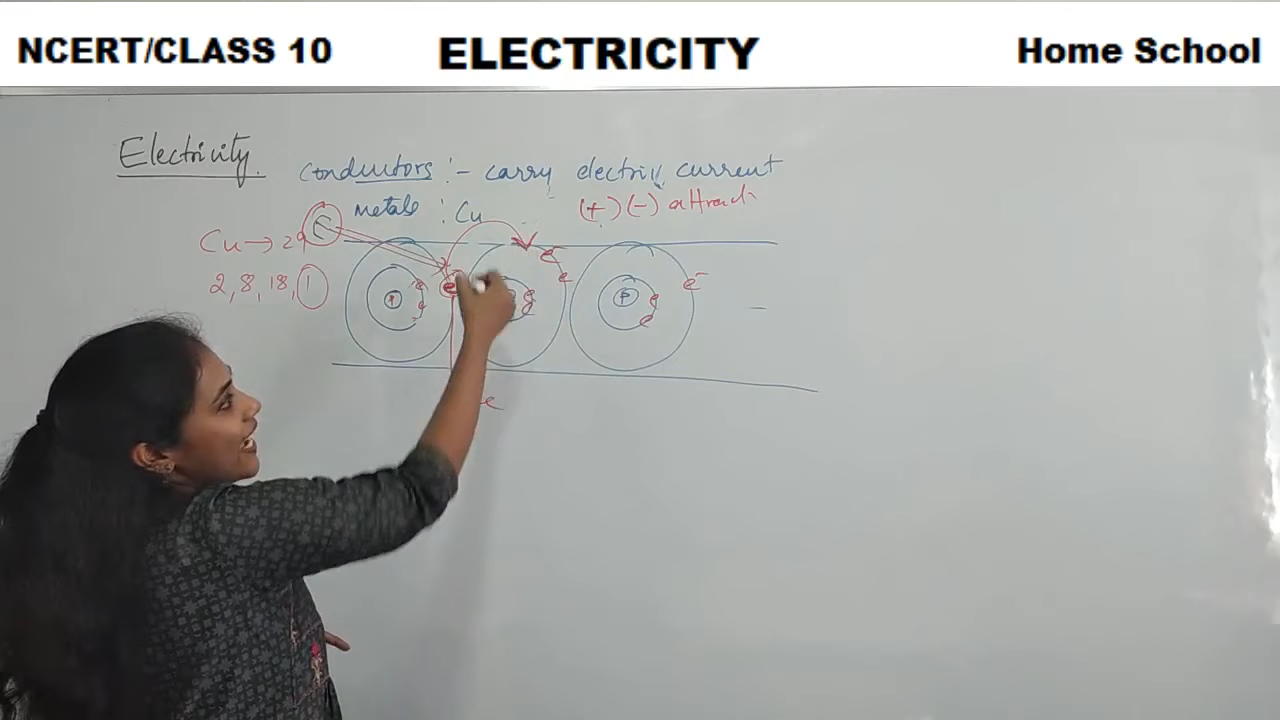 NCERT/CLASS 10 ELECTRICITY Home School
Electricity.
conductors :- carry electric current
metals : Cu (+) (-) attract
Cu → 29
2, 8, 18, 1
e e e e e⁻
e e P e
e e
e